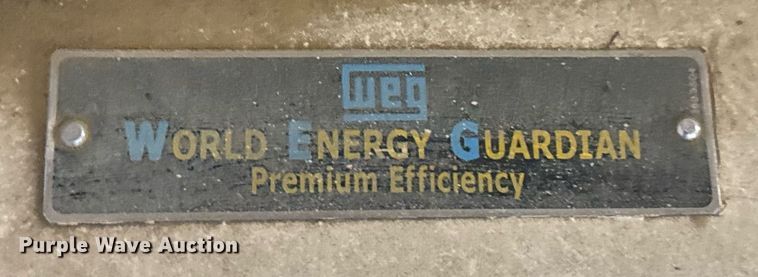 weg
WORLD ENERGY GUARDIAN
Premium Efficiency
Purple Wave Auction